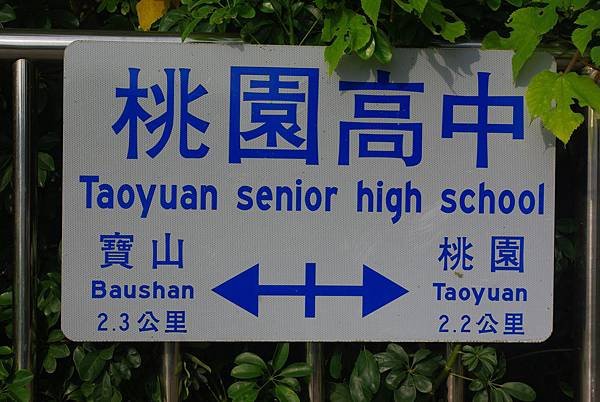 桃園高中
Taoyuan senior high school
寶山 桃園
Baushan Taoyuan
2.3公里 2.2公里